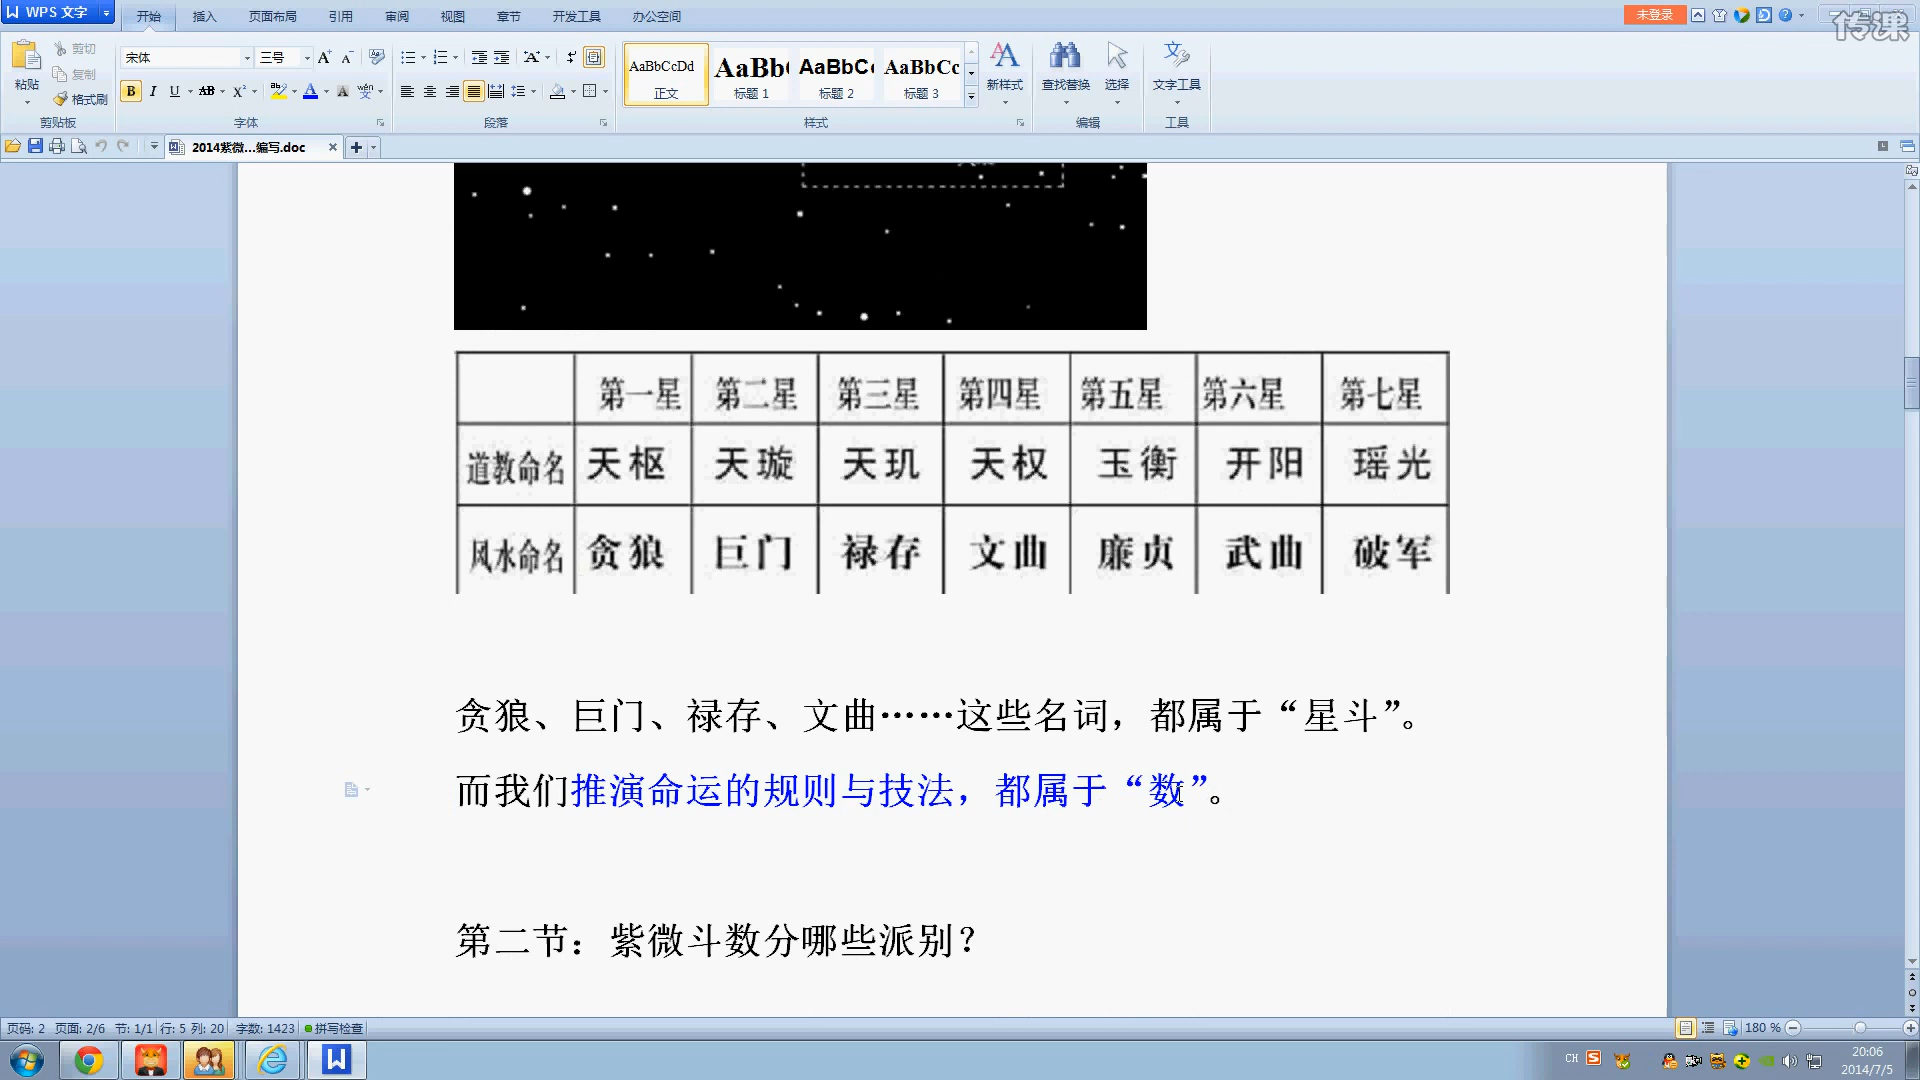 WPS 文字
开始 插入 页面布局 引用 审阅 视图 章节 开发工具 办公空间
未登录
传课
粘贴
剪切
复制
格式刷
宋体 三号
AaBbCcDd
正文
AaBb
标题 1
AaBbC
标题 2
AaBbCc
标题 3
新样式
查找替换
选择
文字工具
剪贴板 字体 段落 样式 编辑 工具
2014紫微...编写.doc
第一星 第二星 第三星 第四星 第五星 第六星 第七星
道教命名 天枢 天璇 天玑 天权 玉衡 开阳 瑶光
风水命名 贪狼 巨门 禄存 文曲 廉贞 武曲 破军
贪狼、巨门、禄存、文曲……这些名词，都属于“星斗”。
而我们推演命运的规则与技法，都属于“数”。
第二节：紫微斗数分哪些派别？
页码: 2 页面: 2/6 节: 1/1 行: 5 列: 20 字数: 1423 拼写检查
180 %
CH
20:06
2014/7/5